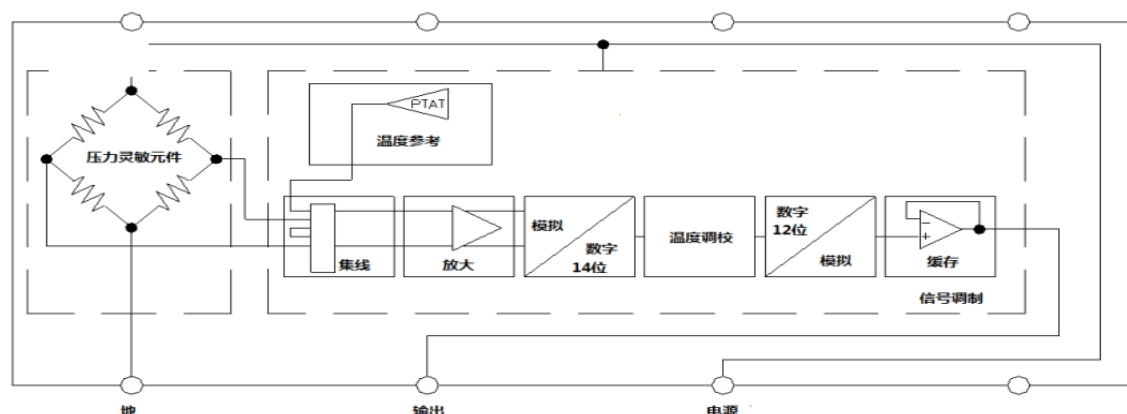 PTAT
温度参考
压力灵敏元件
模拟
数字
14位
温度调校
数字
12位
模拟
集线
放大
缓存
信号调制
地
输出
电源